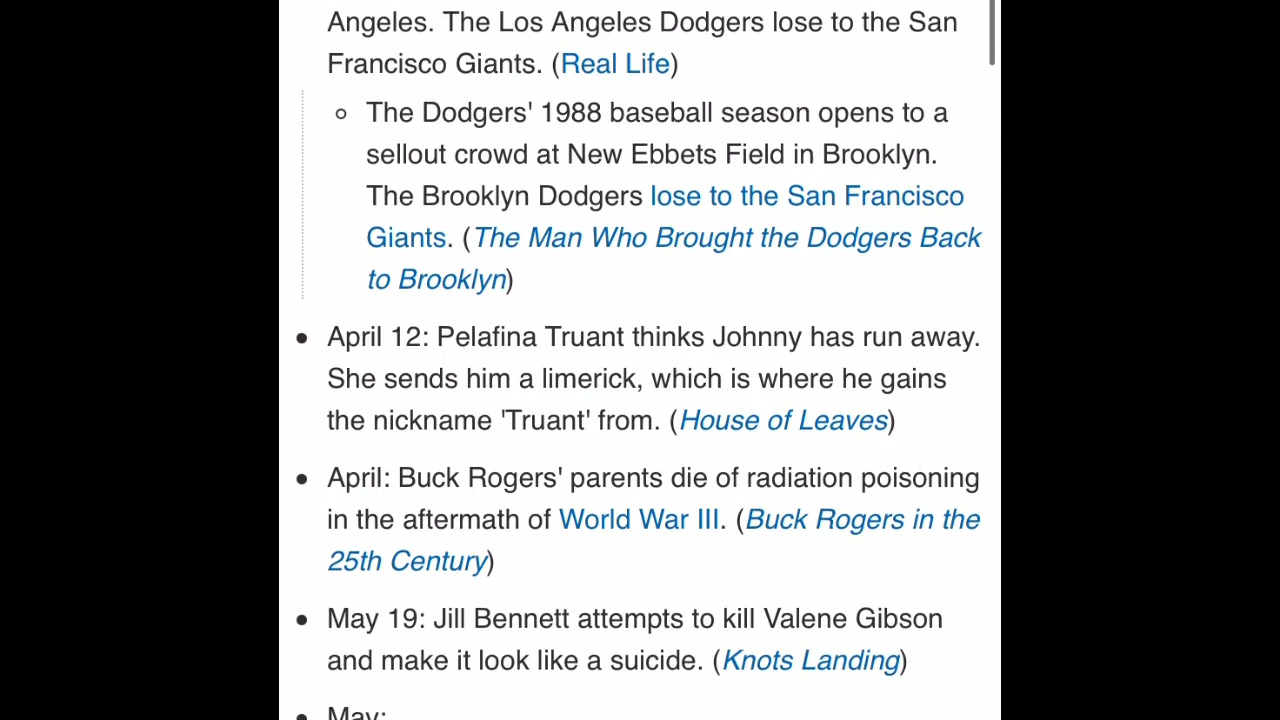 Angeles. The Los Angeles Dodgers lose to the San
Francisco Giants. (Real Life)
The Dodgers' 1988 baseball season opens to a
sellout crowd at New Ebbets Field in Brooklyn.
The Brooklyn Dodgers lose to the San Francisco
Giants. (The Man Who Brought the Dodgers Back
to Brooklyn)
April 12: Pelafina Truant thinks Johnny has run away.
She sends him a limerick, which is where he gains
the nickname 'Truant' from. (House of Leaves)
April: Buck Rogers' parents die of radiation poisoning
in the aftermath of World War III. (Buck Rogers in the
25th Century)
May 19: Jill Bennett attempts to kill Valene Gibson
and make it look like a suicide. (Knots Landing)
May: